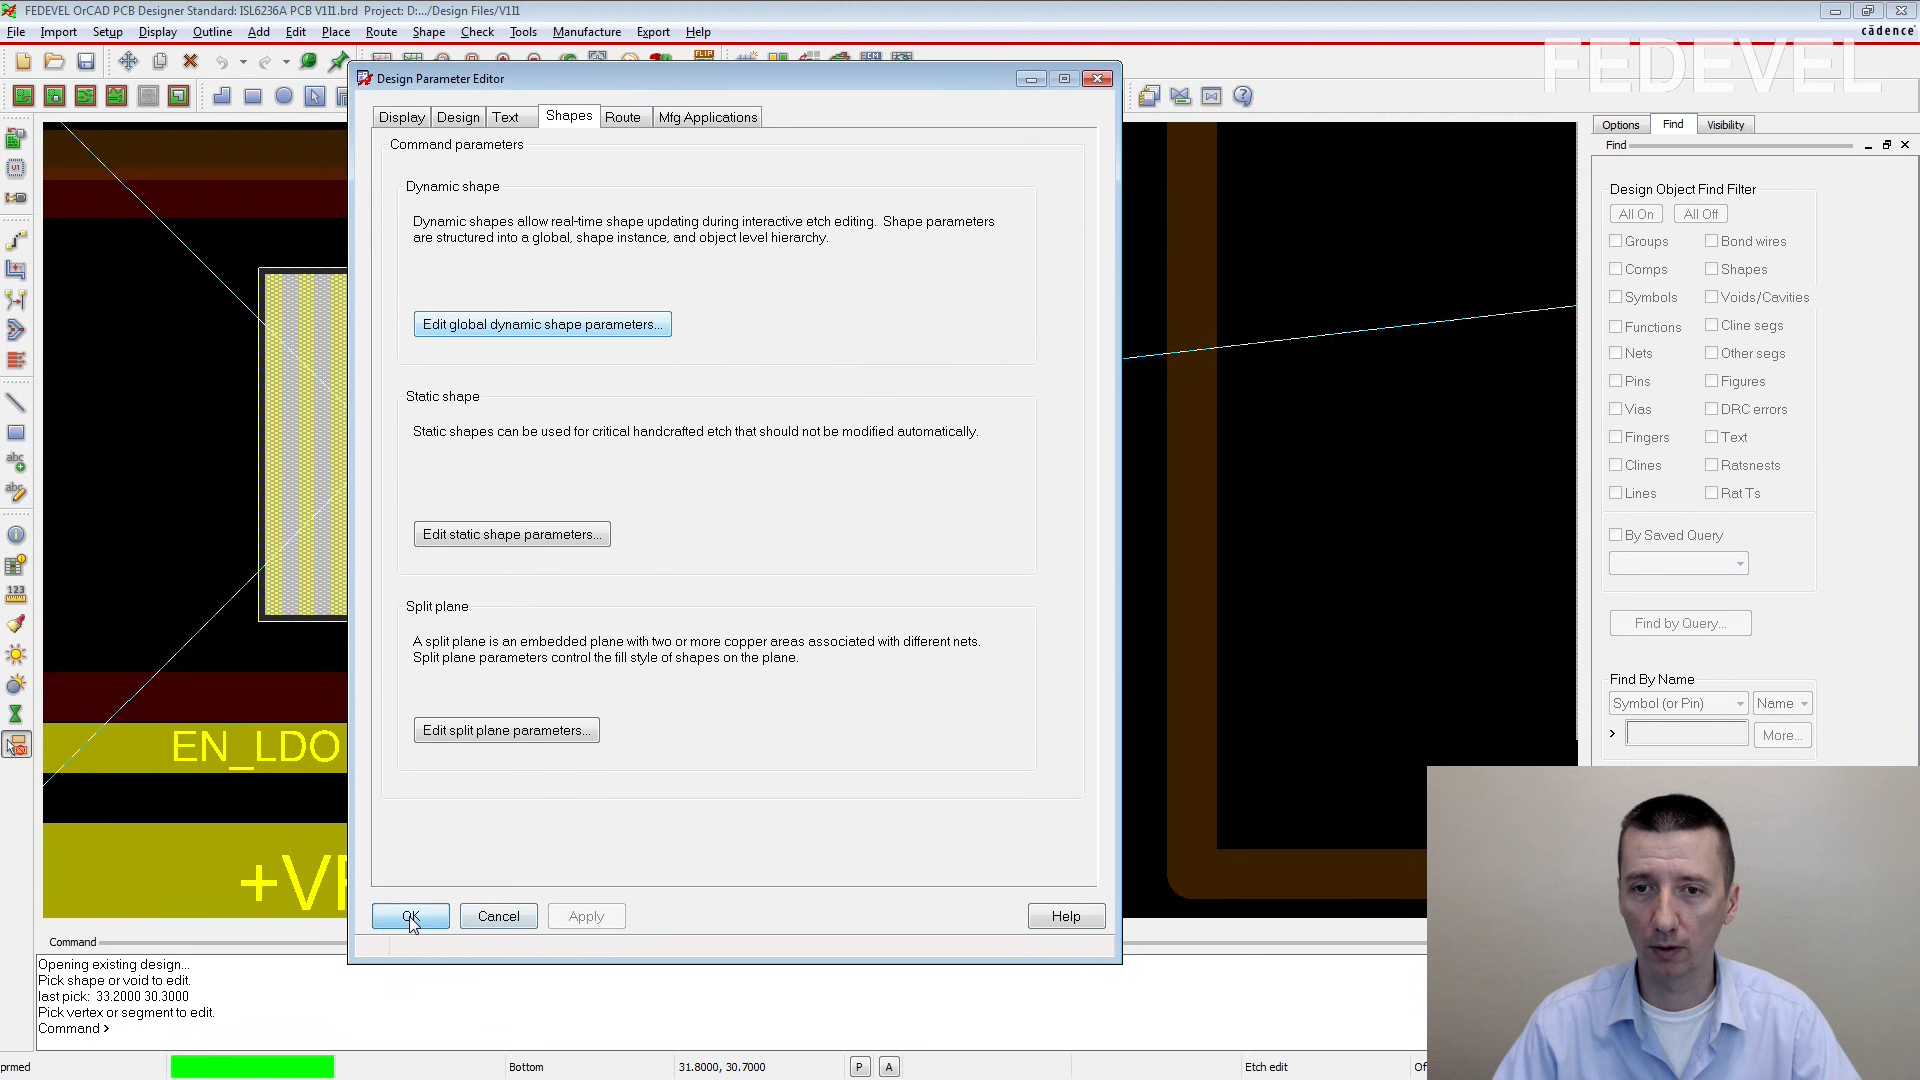 FEDEVEL OrCAD PCB Designer Standard: ISL6236A PCB V1I1.brd Project: D:.../Design Files/V1I1
File Import Setup Display Outline Add Edit Place Route Shape Check Tools Manufacture Export Help
cādence
FEDEVEL
FLIP
Design Parameter Editor
Display Design Text Shapes Route Mfg Applications
Command parameters
Dynamic shape
Dynamic shapes allow real-time shape updating during interactive etch editing. Shape parameters
are structured into a global, shape instance, and object level hierarchy.
Edit global dynamic shape parameters...
Static shape
Static shapes can be used for critical handcrafted etch that should not be modified automatically.
Edit static shape parameters...
Split plane
A split plane is an embedded plane with two or more copper areas associated with different nets.
Split plane parameters control the fill style of shapes on the plane.
Edit split plane parameters...
OK Cancel Apply Help
EN_LDO
Options Find Visibility
Find
Design Object Find Filter
All On All Off
Groups Bond wires
Comps Shapes
Symbols Voids/Cavities
Functions Cline segs
Nets Other segs
Pins Figures
Vias DRC errors
Fingers Text
Clines Ratsnests
Lines Rat Ts
By Saved Query
Find by Query...
Find By Name
Symbol (or Pin) Name
> More...
Command
Opening existing design...
Pick shape or void to edit.
last pick: 33.2000 30.3000
Pick vertex or segment to edit.
Command >
prmed Bottom 31.8000, 30.7000 P A Etch edit